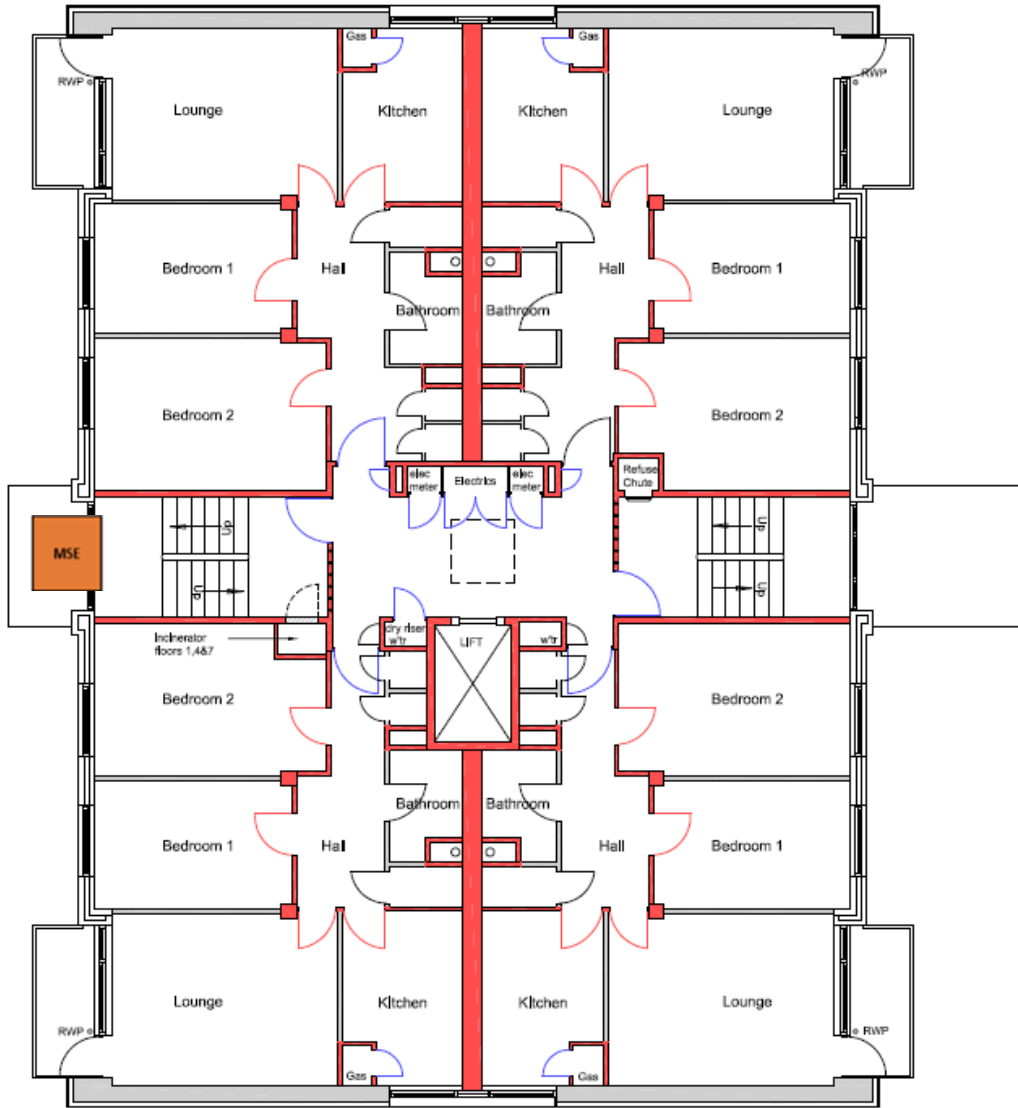 Gas
Gas
RWP
RWP
Lounge
Kitchen
Kitchen
Lounge
Bedroom 1
Hall
Hall
Bedroom 1
Bathroom
Bathroom
Bedroom 2
Bedroom 2
elec
meter
Electrics
elec
meter
Refuse
Chute
Up
Up
MSE
Up
Up
dry riser
w'tr
LIFT
w'tr
Incinerator
floors 1,4&7
Bedroom 2
Bedroom 2
Bathroom
Bathroom
Bedroom 1
Hall
Hall
Bedroom 1
Lounge
Kitchen
Kitchen
Lounge
RWP
RWP
Gas
Gas